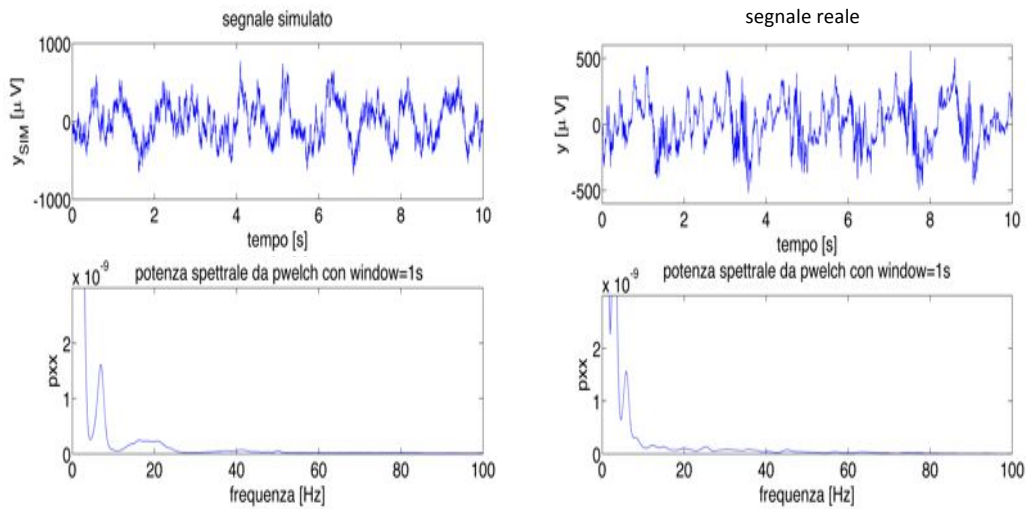 segnale simulato
1000
0
-1000
y_SIM [μ V]
0 2 4 6 8 10
tempo [s]
segnale reale
500
0
-500
y [μ V]
0 2 4 6 8 10
tempo [s]
potenza spettrale da pwelch con window=1s
x 10^-9
2
1
0
pxx
0 20 40 60 80 100
frequenza [Hz]
potenza spettrale da pwelch con window=1s
x 10^-9
2
1
0
pxx
0 20 40 60 80 100
frequenza [Hz]